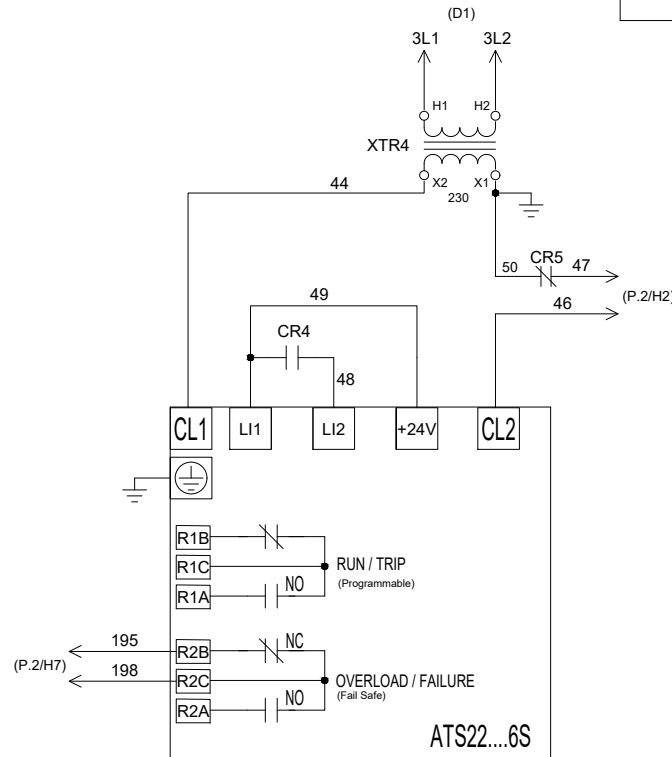 (D1)
3L1 3L2
H1 H2
XTR4
X2 X1
230
44
50 CR5 47
(P.2/H2)
46
49
CR4
48
CL1 LI1 LI2 +24V CL2
R1B
R1C RUN / TRIP
(Programmable)
R1A NO
195
R2B NC
(P.2/H7)
198
R2C OVERLOAD / FAILURE
(Fail Safe)
R2A NO
ATS22....6S